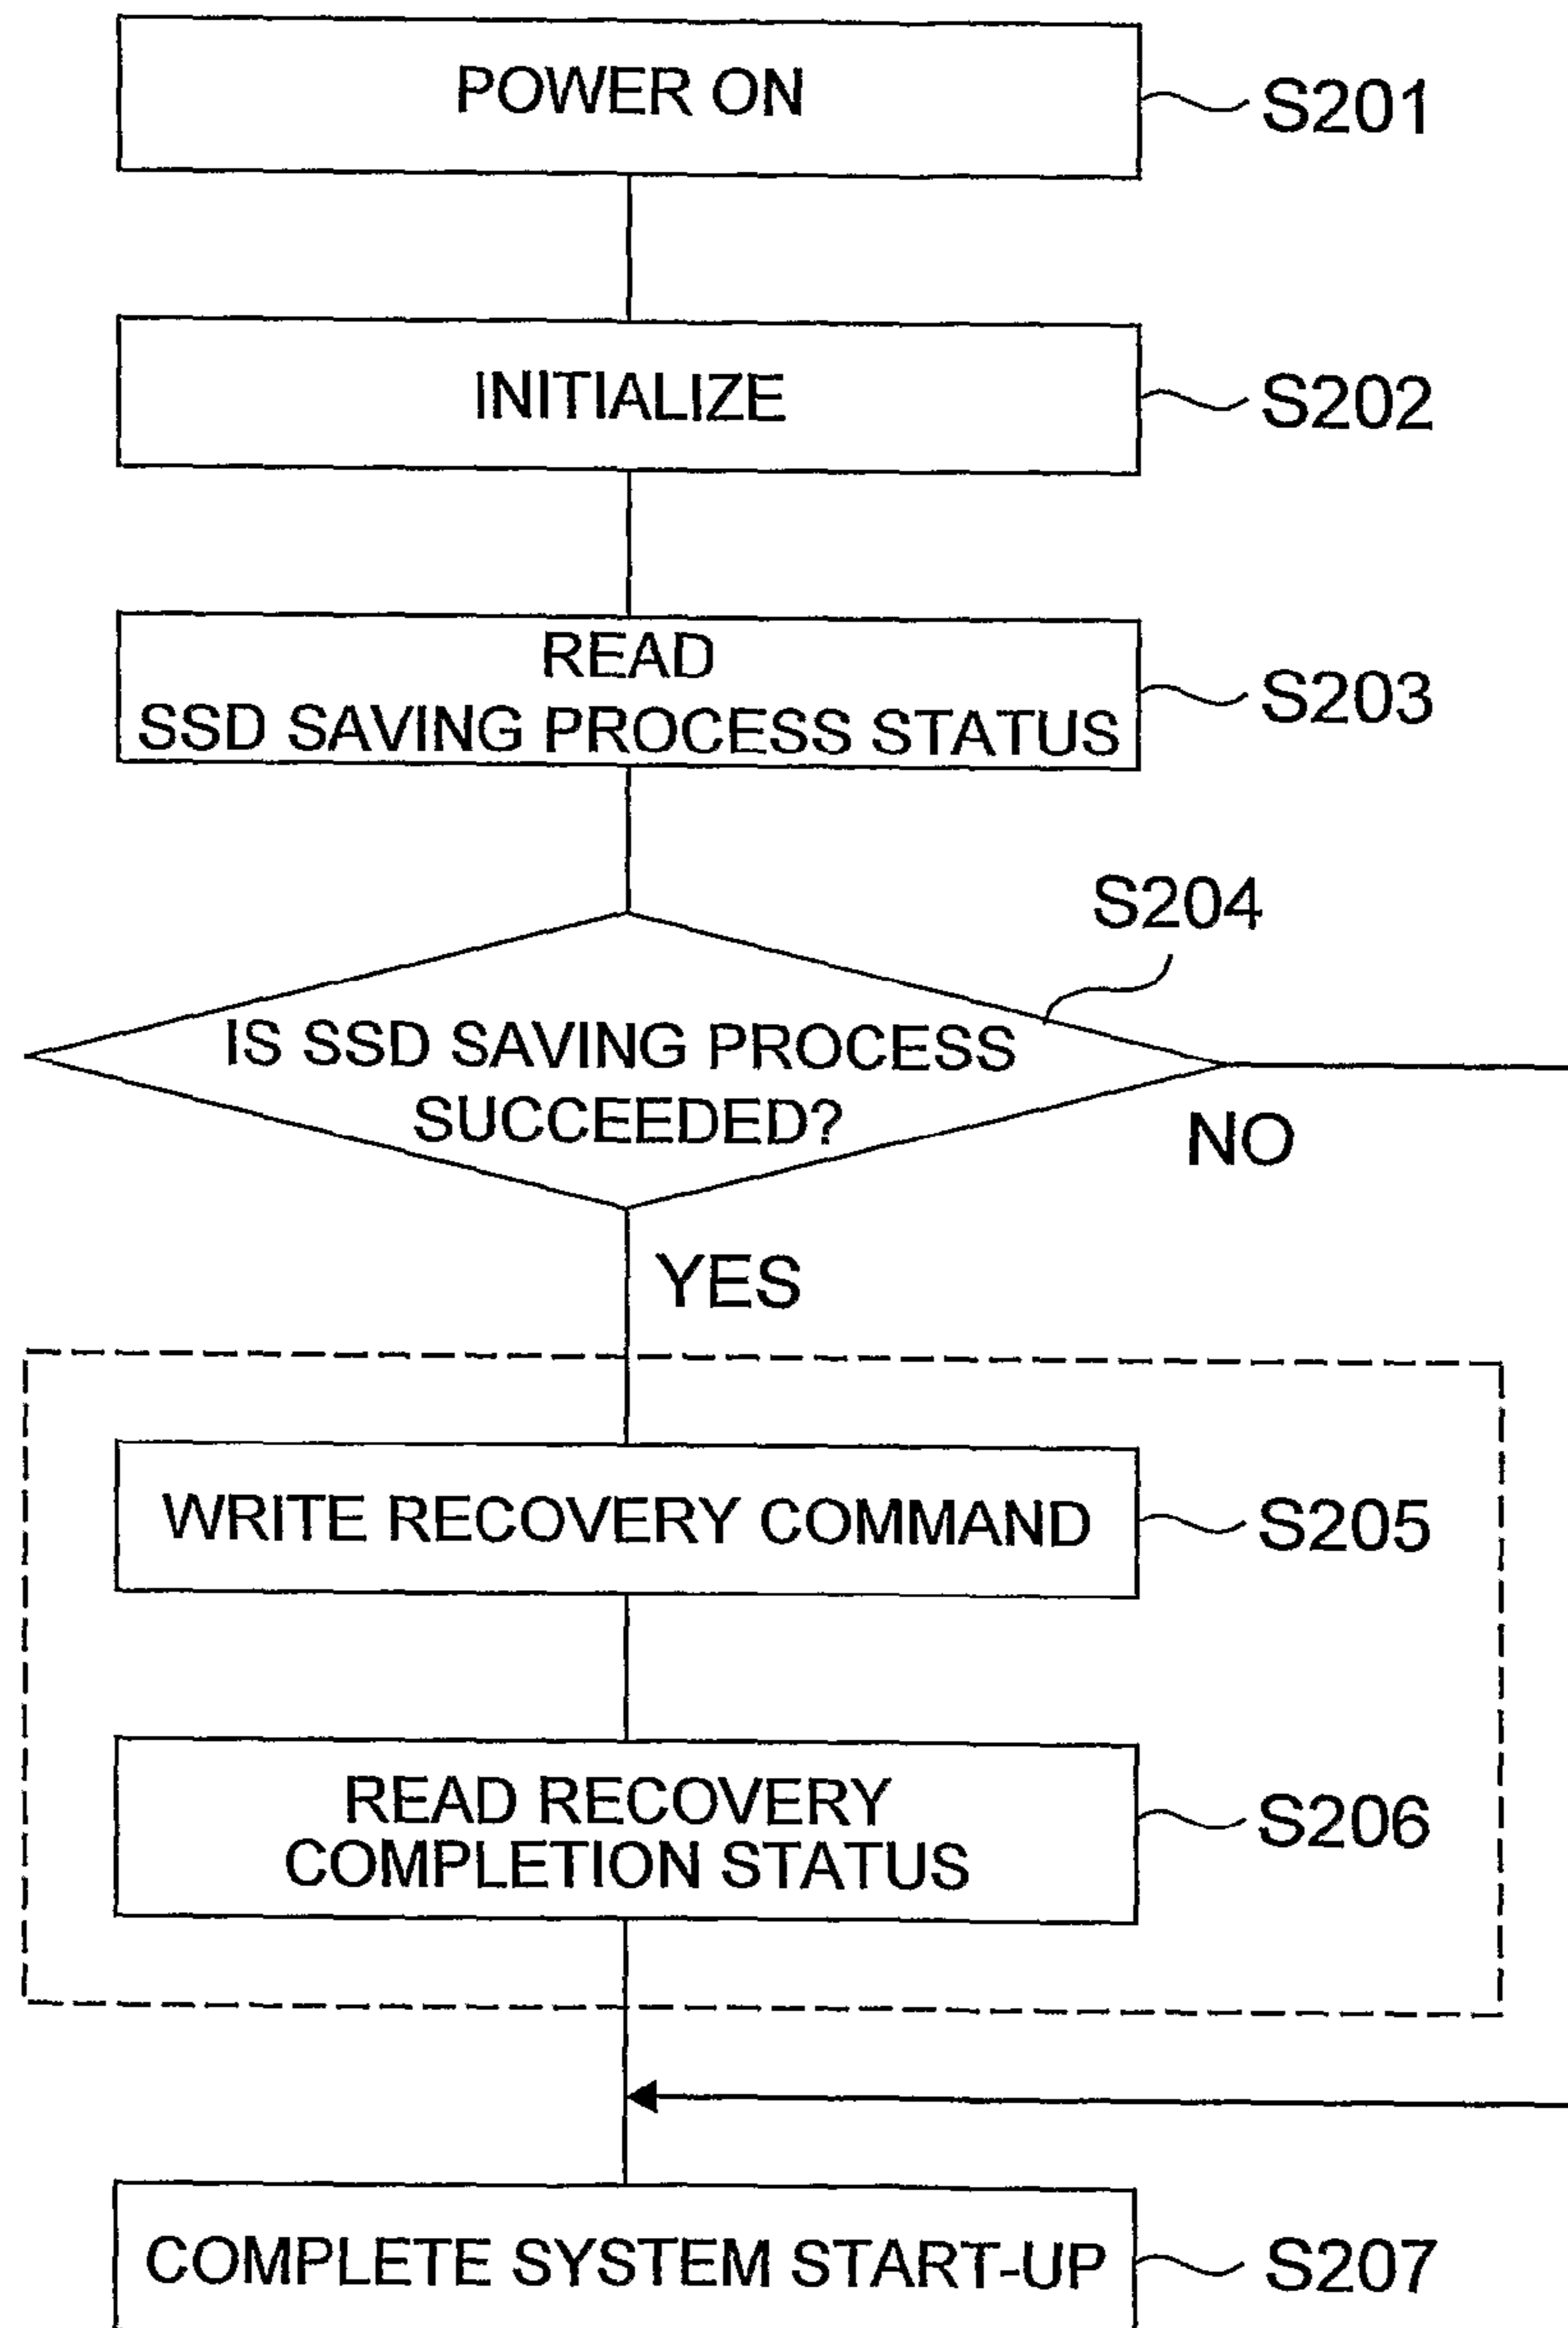 POWER ON
S201
INITIALIZE
S202
READ
SSD SAVING PROCESS STATUS
S203
S204
IS SSD SAVING PROCESS
SUCCEEDED?
NO
YES
WRITE RECOVERY COMMAND
S205
READ RECOVERY
COMPLETION STATUS
S206
COMPLETE SYSTEM START-UP
S207